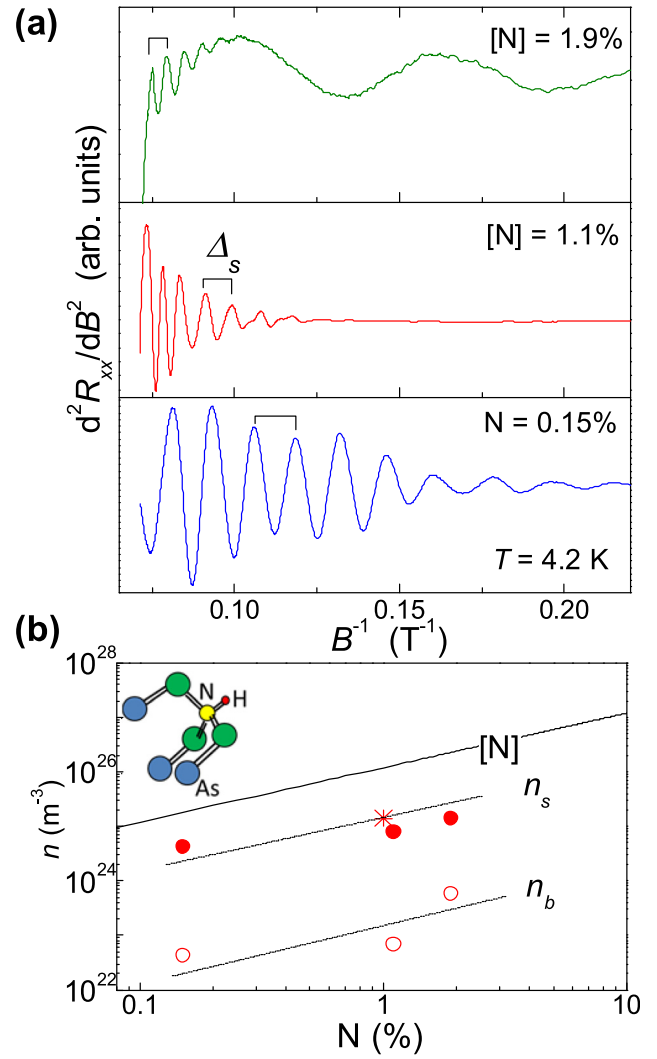 (a)
[N] = 1.9%
[N] = 1.1%
Δs
N = 0.15%
T = 4.2 K
d²Rxx/dB² (arb. units)
0.10 0.15 0.20
B⁻¹ (T⁻¹)
(b)
10²⁸
10²⁶
10²⁴
10²²
n (m⁻³)
N
H
As
[N]
ns
nb
0.1 1 10
N (%)